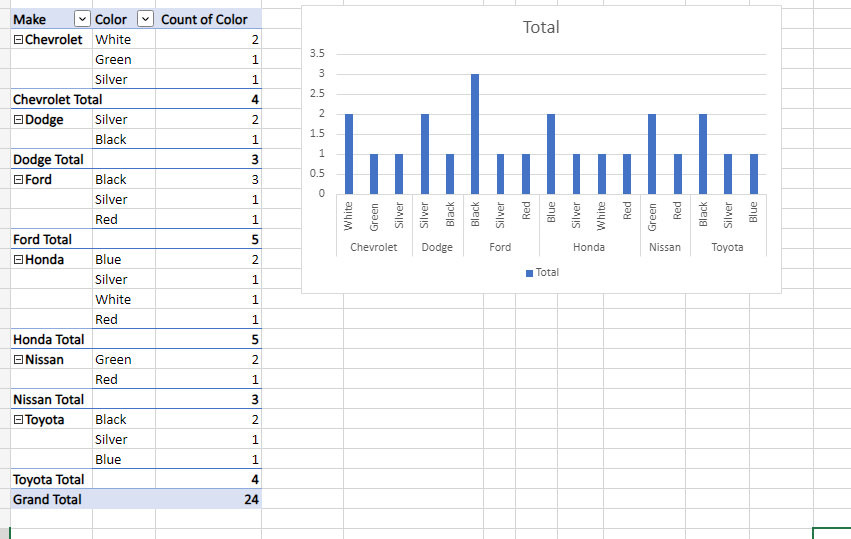 Make Color Count of Color
Chevrolet White 2
Green 1
Silver 1
Chevrolet Total 4
Dodge Silver 2
Black 1
Dodge Total 3
Ford Black 3
Silver 1
Red 1
Ford Total 5
Honda Blue 2
Silver 1
White 1
Red 1
Honda Total 5
Nissan Green 2
Red 1
Nissan Total 3
Toyota Black 2
Silver 1
Blue 1
Toyota Total 4
Grand Total 24
Total
3.5
3
2.5
2
1.5
1
0.5
0
White Green Silver Silver Black Black Silver Red Blue Silver White Red Green Red Black Silver Blue
Chevrolet Dodge Ford Honda Nissan Toyota
Total